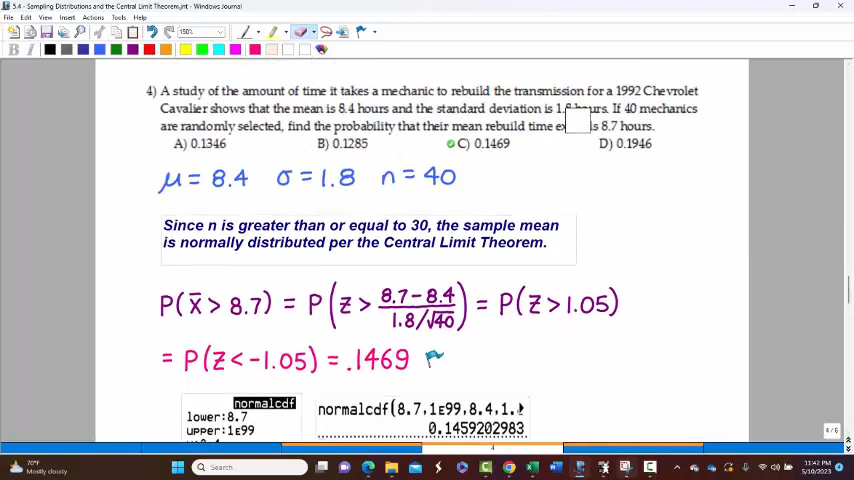 5.4 - Sampling Distributions and the Central Limit Theorem.jnt - Windows Journal
File Edit View Insert Actions Tools Help
150%
B I
4) A study of the amount of time it takes a mechanic to rebuild the transmission for a 1992 Chevrolet
Cavalier shows that the mean is 8.4 hours and the standard deviation is 1.8 hours. If 40 mechanics
are randomly selected, find the probability that their mean rebuild time is 8.7 hours.
A) 0.1346 B) 0.1285 C) 0.1469 D) 0.1946
μ = 8.4 σ = 1.8 n = 40
Since n is greater than or equal to 30, the sample mean
is normally distributed per the Central Limit Theorem.
P(x̄ > 8.7) = P(z > (8.7 - 8.4)/(1.8/√40)) = P(z > 1.05)
= P(z < -1.05) = .1469
normalcdf
lower:8.7
upper:1E99
normalcdf(8.7,1E99,8.4,1.
0.1459202983
4 / 6
4
70°F
Mostly cloudy
Search
11:42 PM
5/10/2023